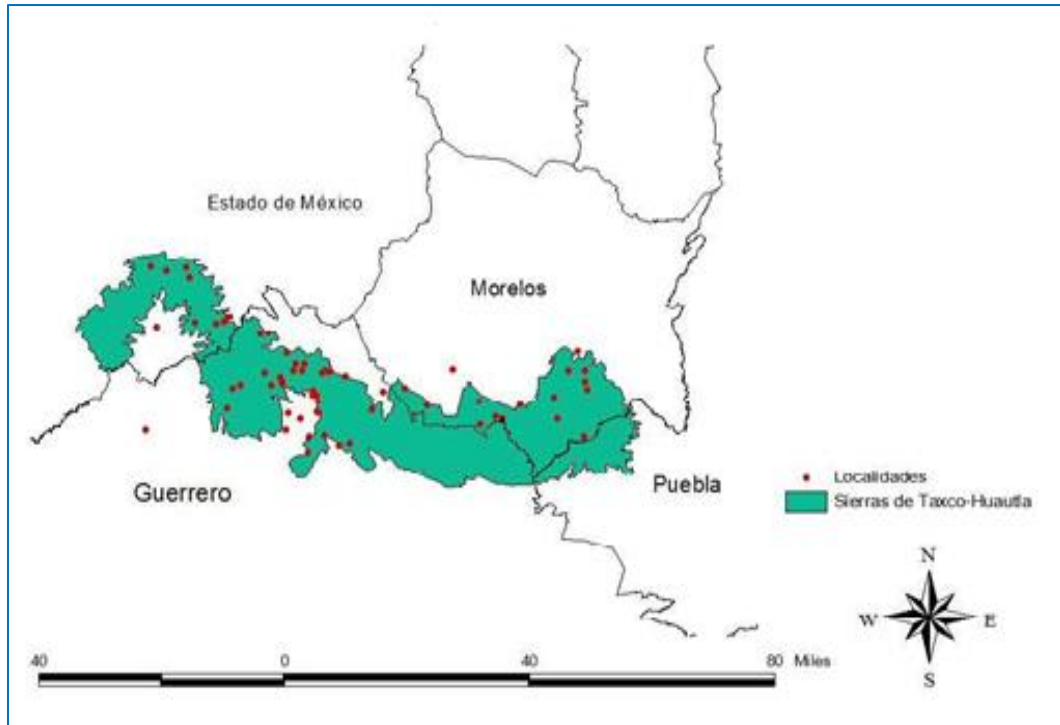 Estado de México
Morelos
Guerrero
Puebla
Localidades
Sierras de Taxco-Huautla
N
W E
S
40 0 40 80 Miles